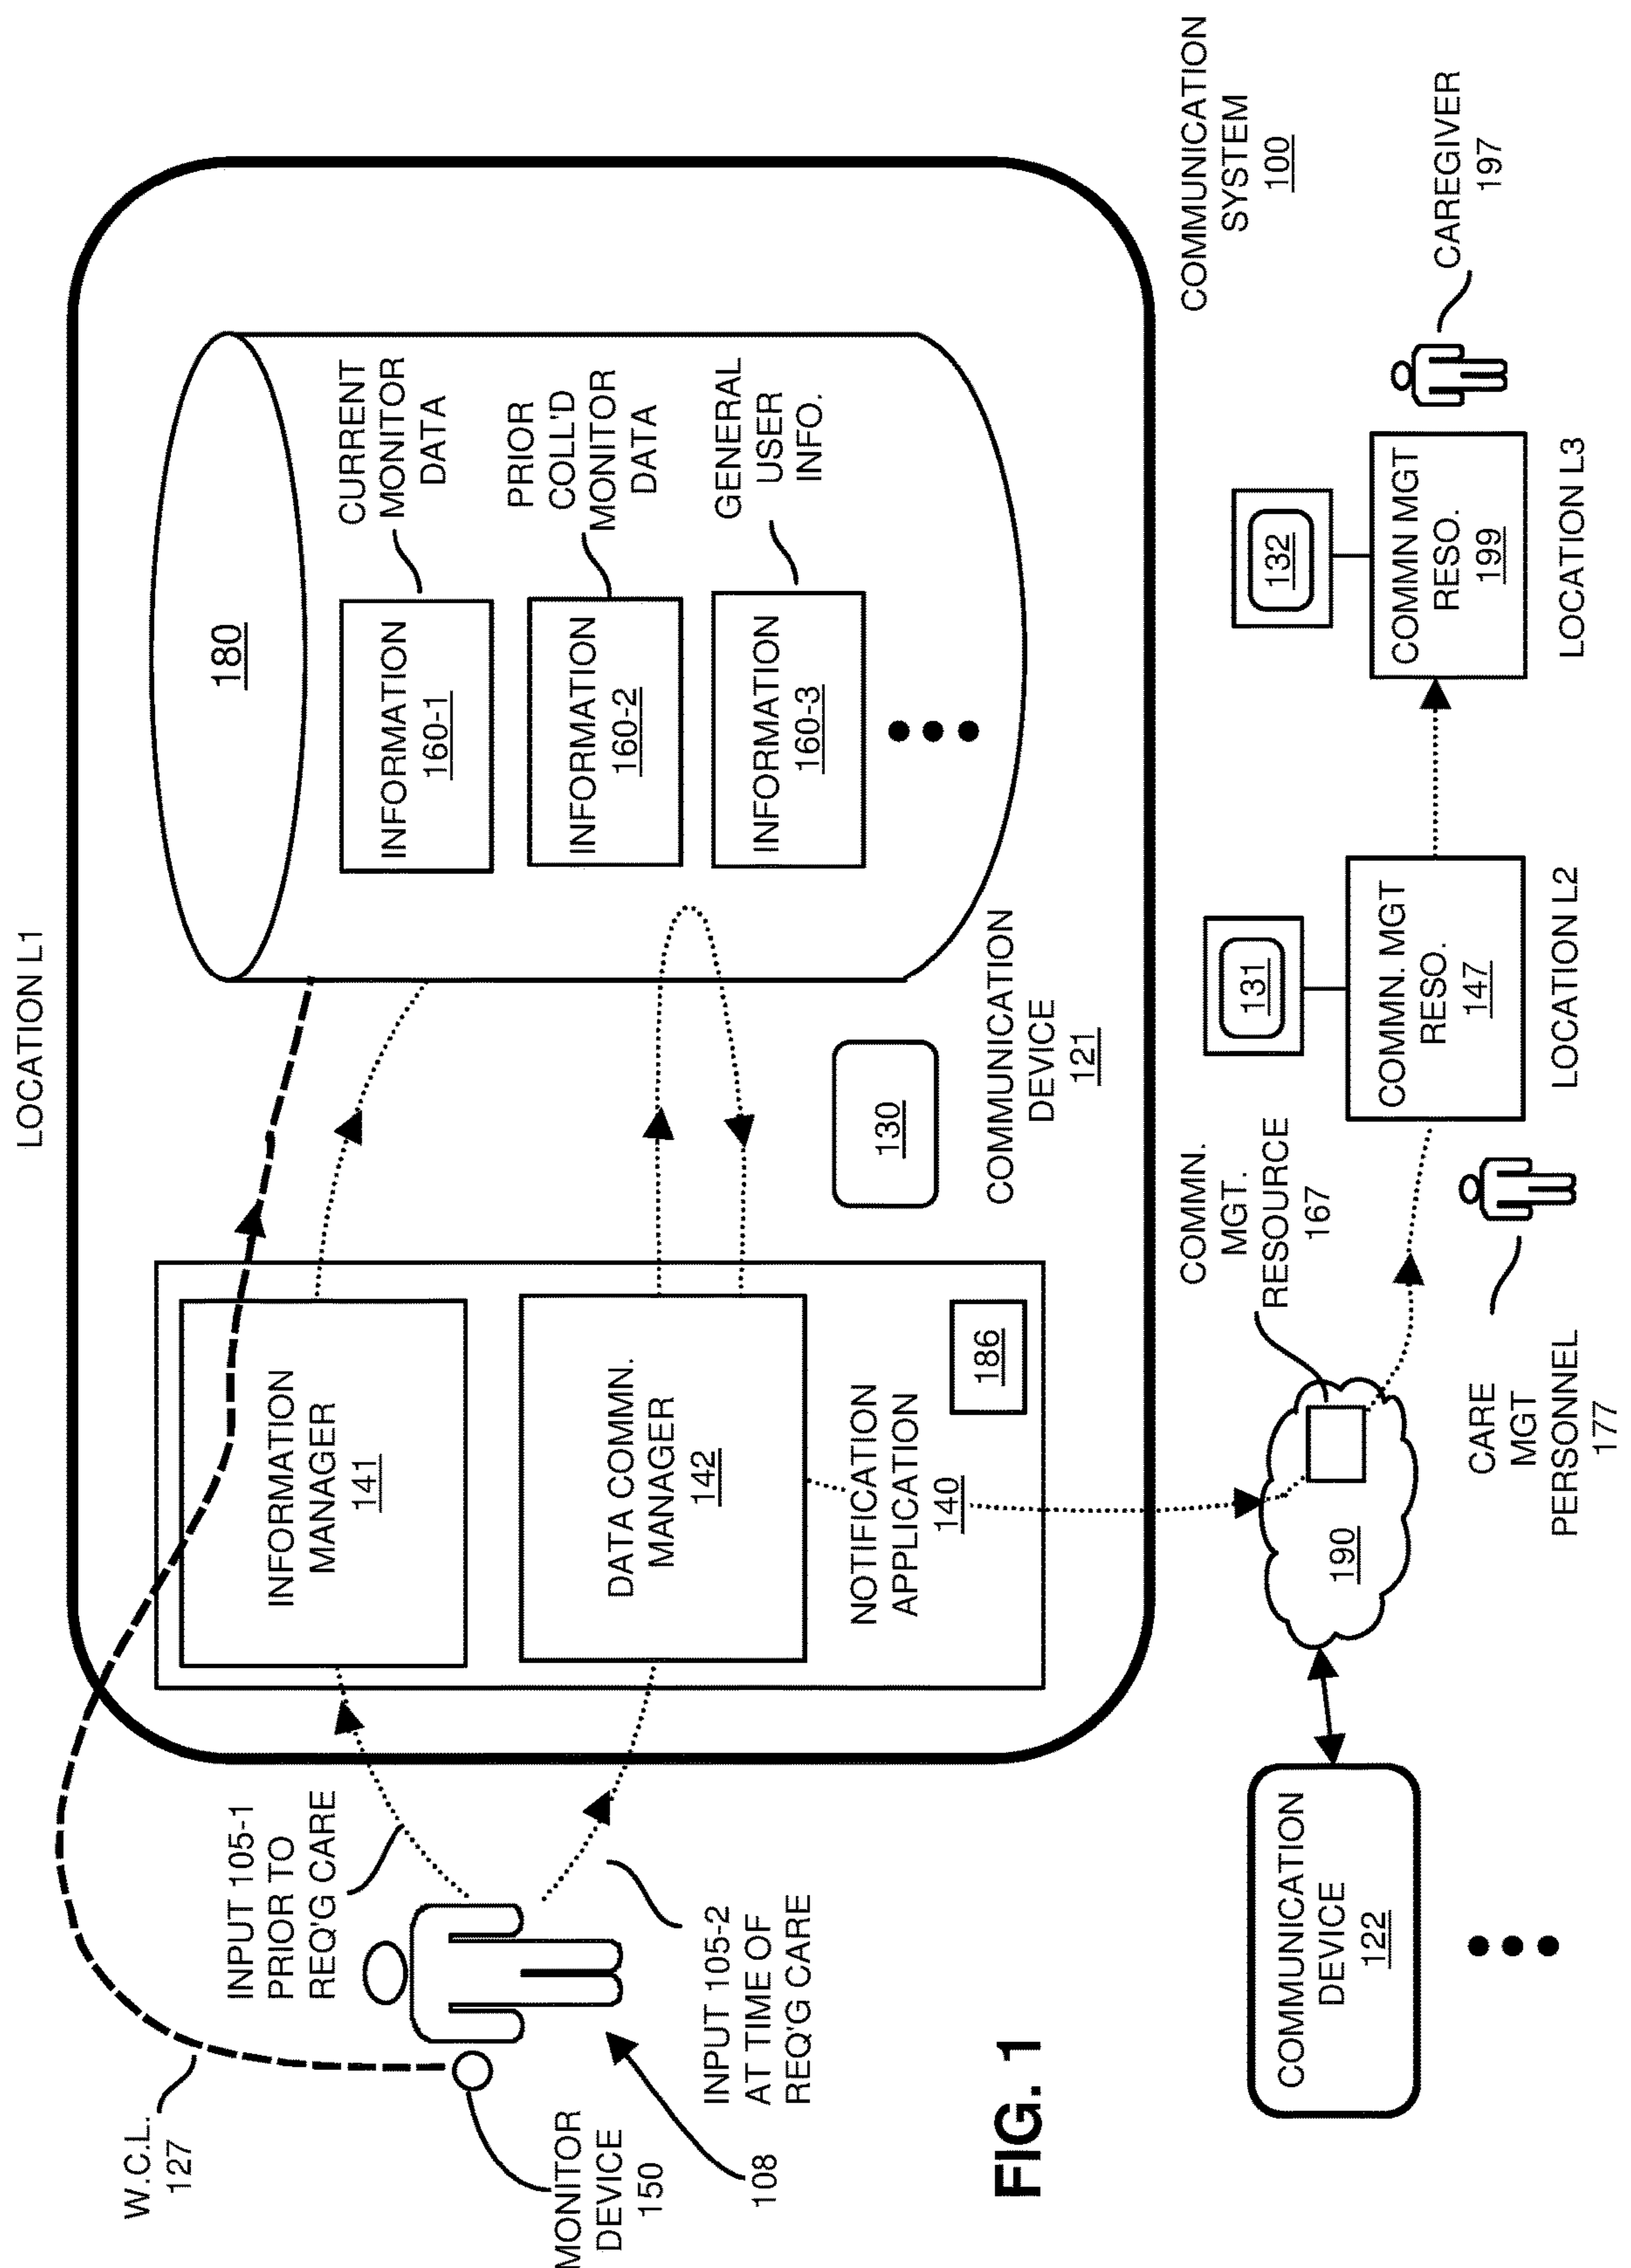 LOCATION L1
W.C.L.
127
MONITOR
DEVICE
150
108
INPUT 105-1
PRIOR TO
REQ'G CARE
INPUT 105-2
AT TIME OF
REQ'G CARE
INFORMATION
MANAGER
141
DATA COMMN.
MANAGER
142
NOTIFICATION
APPLICATION
140
186
130
COMMUNICATION
DEVICE
121
180
INFORMATION
160-1
CURRENT
MONITOR
DATA
INFORMATION
160-2
PRIOR
COLL'D
MONITOR
DATA
INFORMATION
160-3
GENERAL
USER
INFO.
COMMUNICATION
SYSTEM
100
FIG. 1
COMMUNICATION
DEVICE
122
190
COMMN.
MGT.
RESOURCE
167
CARE
MGT
PERSONNEL
177
131
COMMN. MGT
RESO.
147
LOCATION L2
132
COMMN MGT
RESO.
199
LOCATION L3
CAREGIVER
197